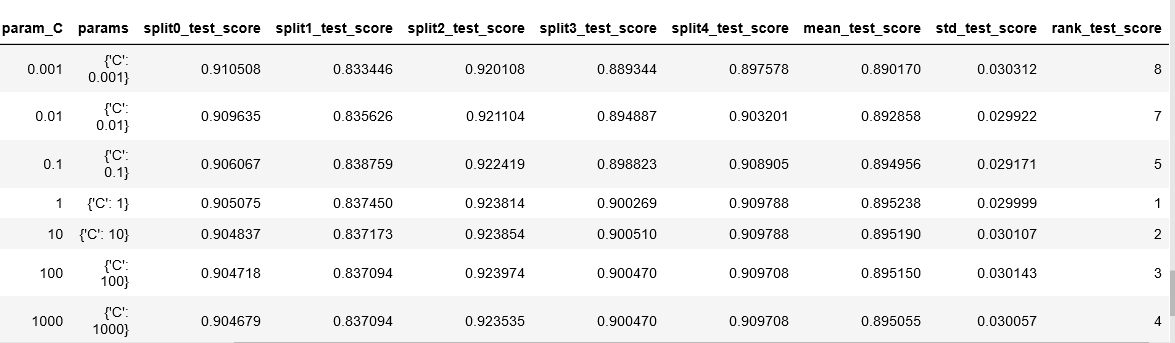 param_C params split0_test_score split1_test_score split2_test_score split3_test_score split4_test_score mean_test_score std_test_score rank_test_score
0.001 {'C': 0.001} 0.910508 0.833446 0.920108 0.889344 0.897578 0.890170 0.030312 8
0.01 {'C': 0.01} 0.909635 0.835626 0.921104 0.894887 0.903201 0.892858 0.029922 7
0.1 {'C': 0.1} 0.906067 0.838759 0.922419 0.898823 0.908905 0.894956 0.029171 5
1 {'C': 1} 0.905075 0.837450 0.923814 0.900269 0.909788 0.895238 0.029999 1
10 {'C': 10} 0.904837 0.837173 0.923854 0.900510 0.909788 0.895190 0.030107 2
100 {'C': 100} 0.904718 0.837094 0.923974 0.900470 0.909708 0.895150 0.030143 3
1000 {'C': 1000} 0.904679 0.837094 0.923535 0.900470 0.909708 0.895055 0.030057 4